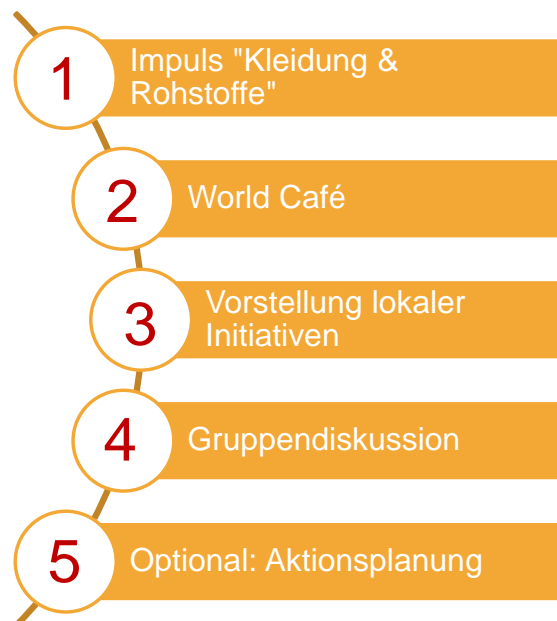 1
Impuls "Kleidung &
Rohstoffe"
2
World Café
3
Vorstellung lokaler
Initiativen
4
Gruppendiskussion
5
Optional: Aktionsplanung